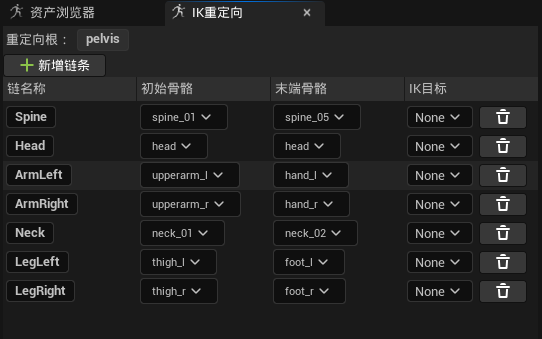 资产浏览器 IK重定向 ×
重定向根： pelvis
+ 新增链条
链名称 初始骨骼 末端骨骼 IK目标
Spine spine_01 spine_05 None
Head head head None
ArmLeft upperarm_l hand_l None
ArmRight upperarm_r hand_r None
Neck neck_01 neck_02 None
LegLeft thigh_l foot_l None
LegRight thigh_r foot_r None